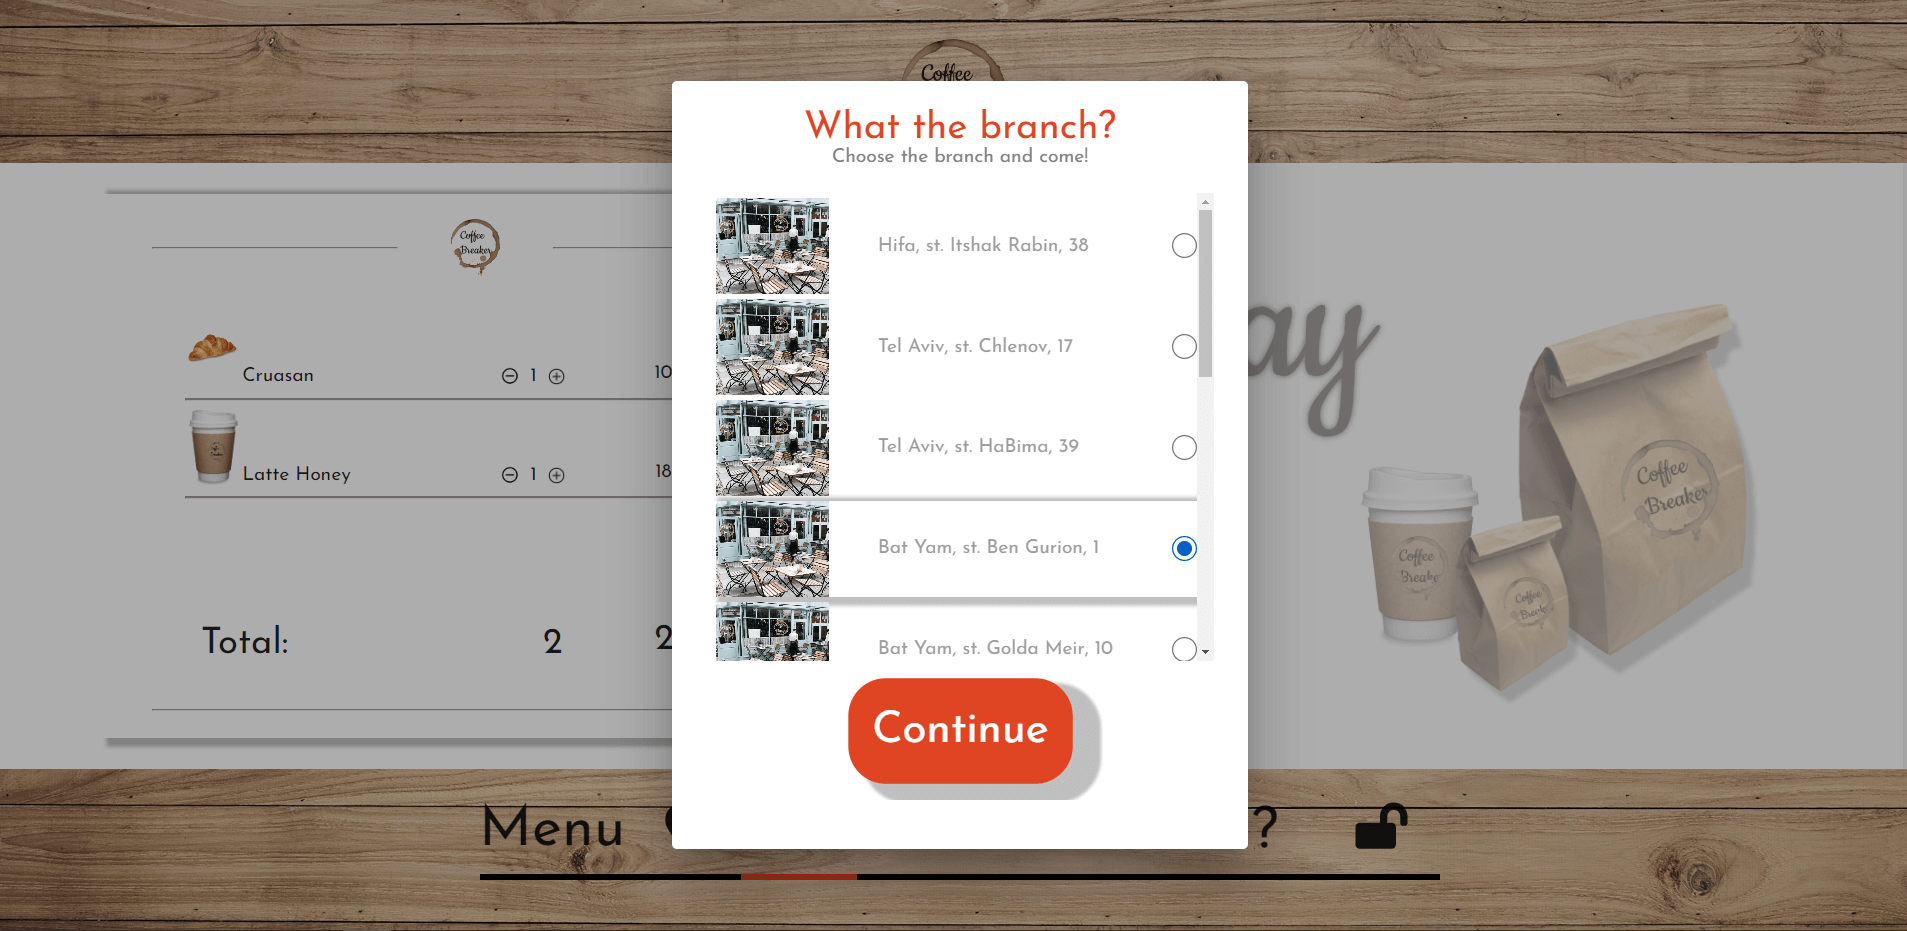 Coffee
What the branch?
Choose the branch and come!
Hifa, st. Itshak Rabin, 38
Tel Aviv, st. Chlenov, 17
Tel Aviv, st. HaBima, 39
Bat Yam, st. Ben Gurion, 1
Bat Yam, st. Golda Meir, 10
Continue
Coffee
Breaker
Cruasan
1
10
Latte Honey
1
18
Total:
2
2
ay
Coffee
Breaker
Coffee
Breake
Coffee
Break
Menu
?